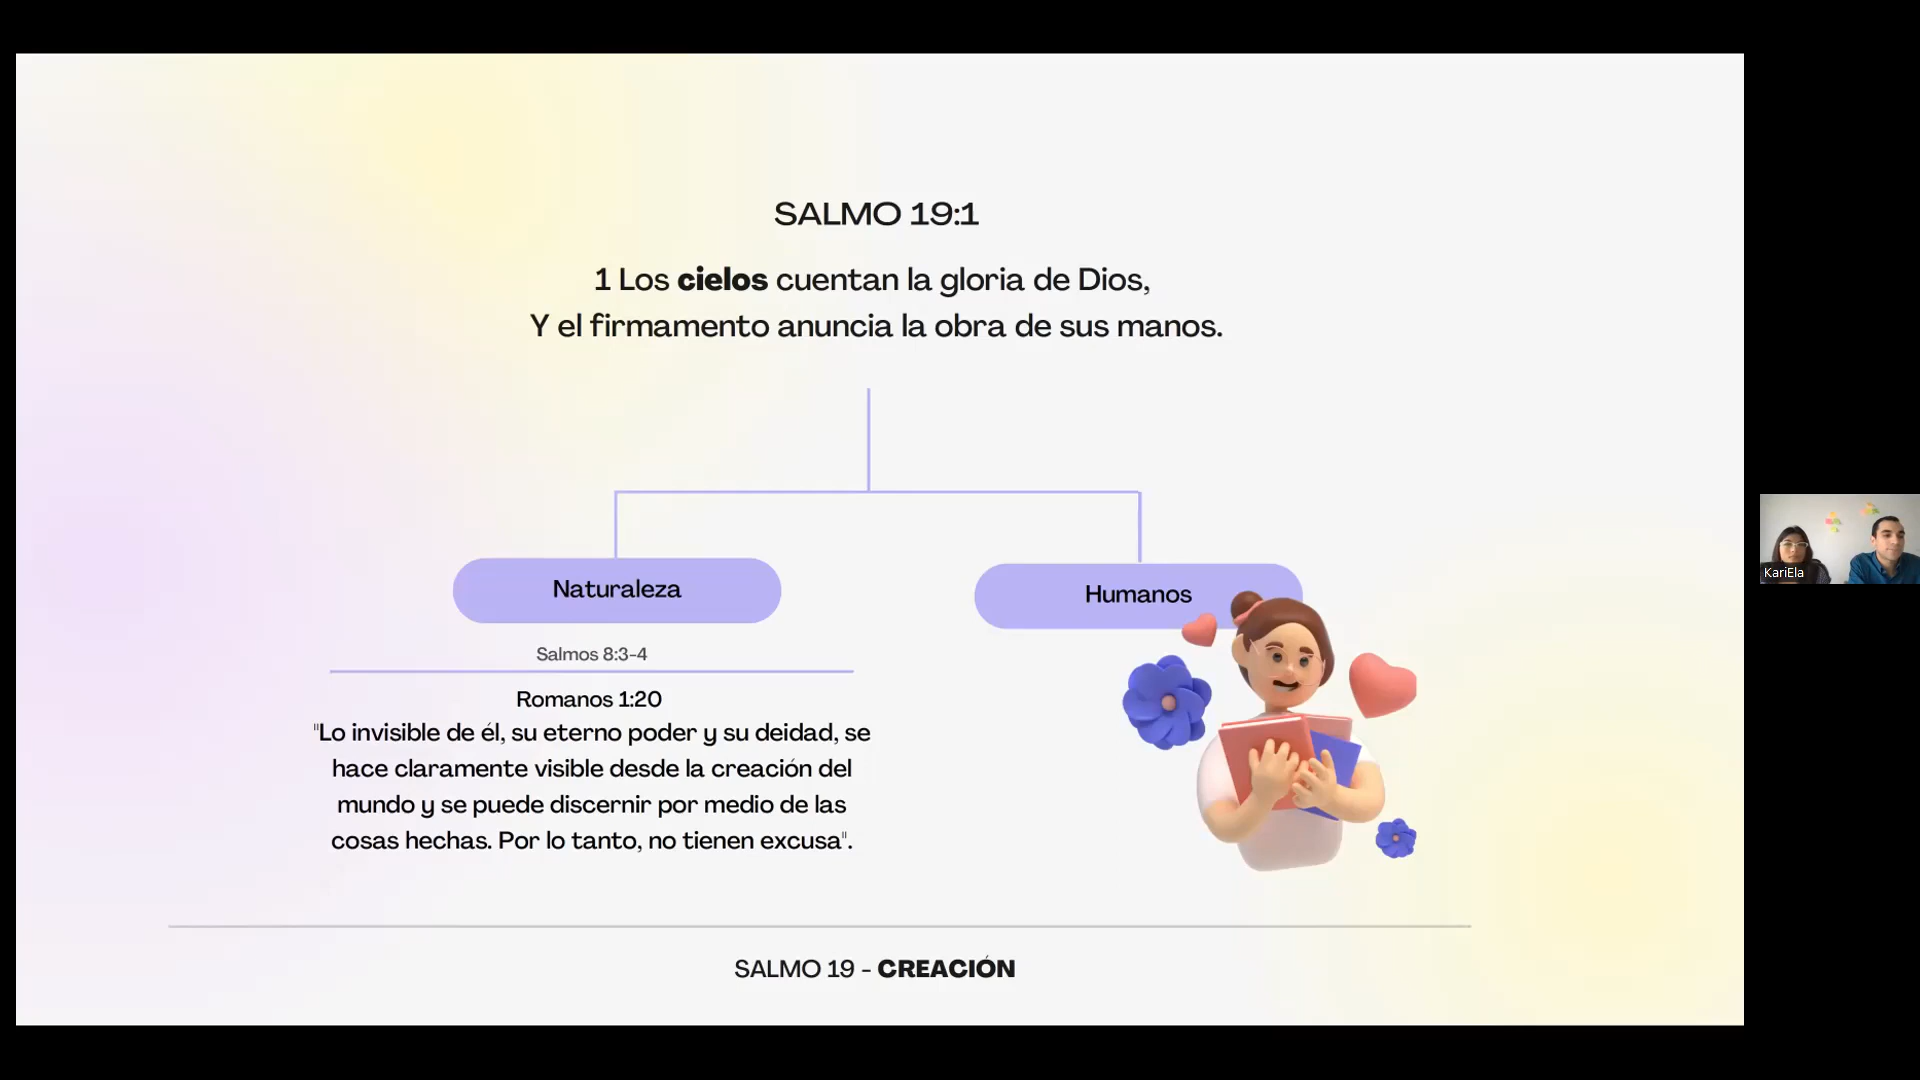 SALMO 19:1
1 Los cielos cuentan la gloria de Dios,
Y el firmamento anuncia la obra de sus manos.
Naturaleza
Humanos
Salmos 8:3-4
Romanos 1:20
"Lo invisible de él, su eterno poder y su deidad, se
hace claramente visible desde la creación del
mundo y se puede discernir por medio de las
cosas hechas. Por lo tanto, no tienen excusa".
SALMO 19 - CREACIÓN
KariEla